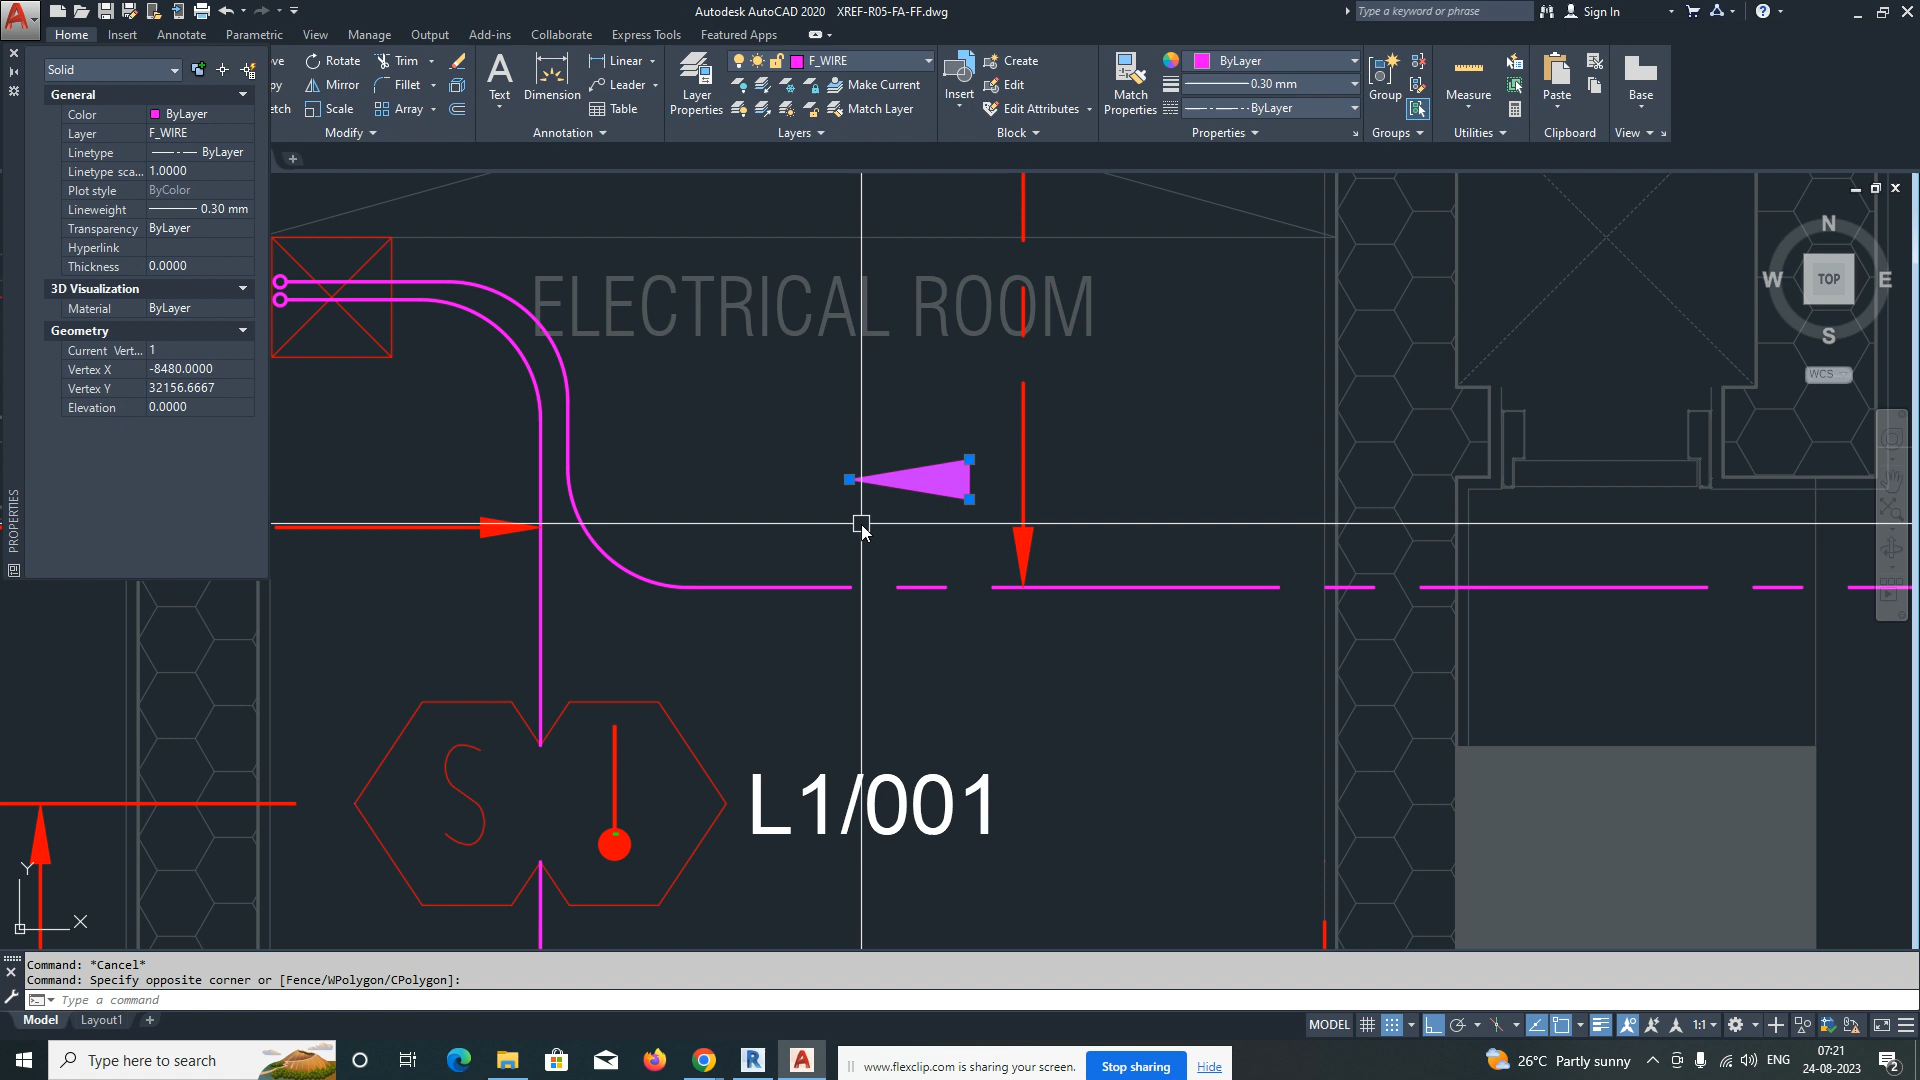 Autodesk AutoCAD 2020 XREF-R05-FA-FF.dwg
Type a keyword or phrase
Sign In
Home Insert Annotate Parametric View Manage Output Add-ins Collaborate Express Tools Featured Apps
Solid
General
Color ByLayer
Layer F_WIRE
Linetype ByLayer
Linetype sca... 1.0000
Plot style ByColor
Lineweight 0.30 mm
Transparency ByLayer
Hyperlink
Thickness 0.0000
3D Visualization
Material ByLayer
Geometry
Current Vert... 1
Vertex X -8480.0000
Vertex Y 32156.6667
Elevation 0.0000
PROPERTIES
Rotate Trim
Mirror Fillet
Scale Array
Modify
Text
Dimension
Linear
Leader
Table
Annotation
Layer Properties
F_WIRE
Make Current
Match Layer
Layers
Insert
Create
Edit
Edit Attributes
Block
Match Properties
ByLayer
0.30 mm
ByLayer
Properties
Group
Groups
Measure
Utilities
Paste
Clipboard
Base
View
ELECTRICAL ROOM
N
W TOP E
S
WCS
S
L1/001
Y
X
Command: *Cancel*
Command: Specify opposite corner or [Fence/WPolygon/CPolygon]:
Type a command
Model Layout1
MODEL 1:1
Type here to search
www.flexclip.com is sharing your screen. Stop sharing Hide
26°C Partly sunny
ENG
07:21
24-08-2023
2